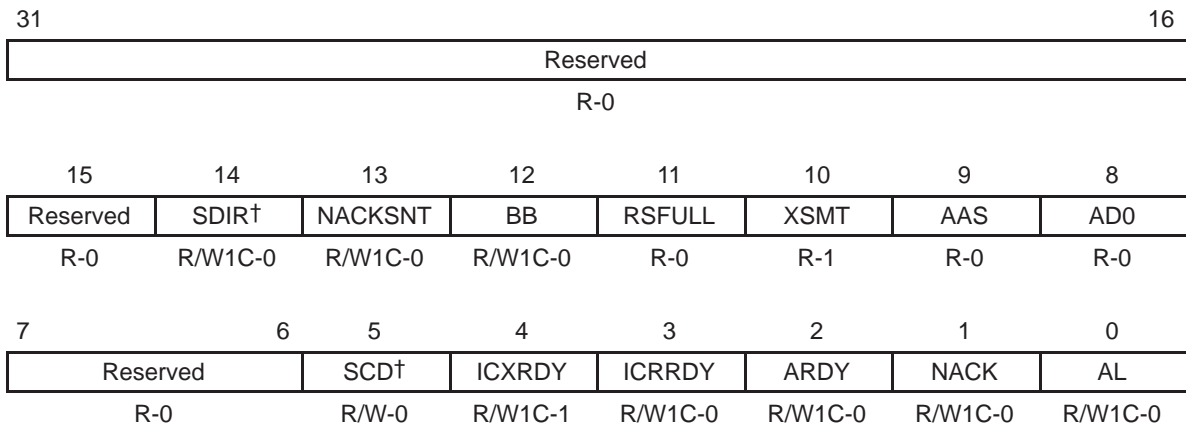 31 16
Reserved
R-0
15 14 13 12 11 10 9 8
Reserved SDIR† NACKSNT BB RSFULL XSMT AAS AD0
R-0 R/W1C-0 R/W1C-0 R/W1C-0 R-0 R-1 R-0 R-0
7 6 5 4 3 2 1 0
Reserved SCD† ICXRDY ICRRDY ARDY NACK AL
R-0 R/W-0 R/W1C-1 R/W1C-0 R/W1C-0 R/W1C-0 R/W1C-0